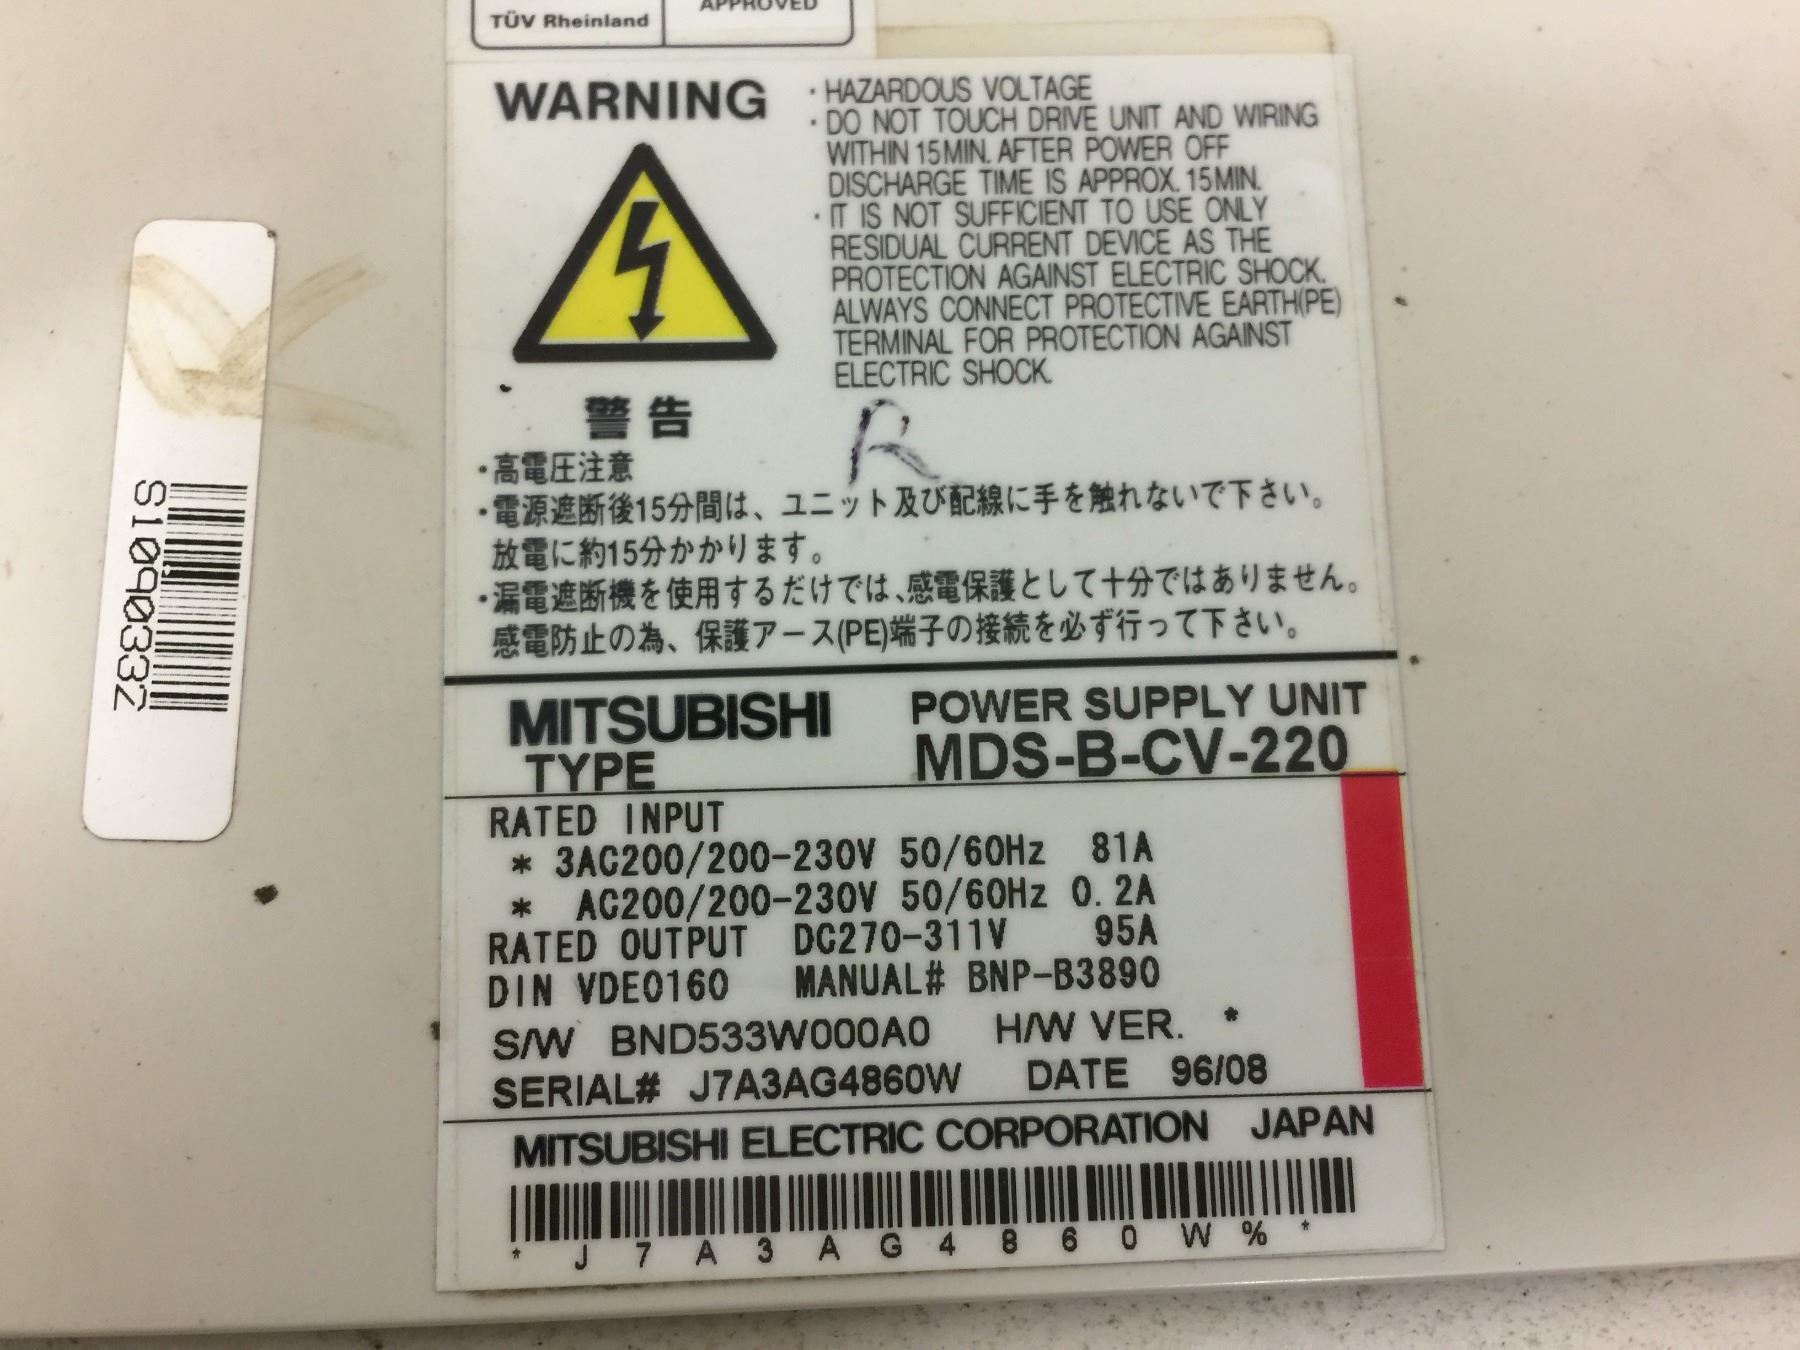 TÜV Rheinland
APPROVED
WARNING
・HAZARDOUS VOLTAGE
・DO NOT TOUCH DRIVE UNIT AND WIRING
WITHIN 15MIN. AFTER POWER OFF
DISCHARGE TIME IS APPROX. 15MIN.
・IT IS NOT SUFFICIENT TO USE ONLY
RESIDUAL CURRENT DEVICE AS THE
PROTECTION AGAINST ELECTRIC SHOCK.
ALWAYS CONNECT PROTECTIVE EARTH(PE)
TERMINAL FOR PROTECTION AGAINST
ELECTRIC SHOCK.
警告
R
・高電圧注意
・電源遮断後15分間は、ユニット及び配線に手を触れないで下さい。
放電に約15分かかります。
・漏電遮断機を使用するだけでは、感電保護として十分ではありません。
感電防止の為、保護アース(PE)端子の接続を必ず行って下さい。
S1090332
MITSUBISHI POWER SUPPLY UNIT
TYPE MDS-B-CV-220
RATED INPUT
* 3AC200/200-230V 50/60Hz 81A
* AC200/200-230V 50/60Hz 0.2A
RATED OUTPUT DC270-311V 95A
DIN VDE0160 MANUAL# BNP-B3890
S/W BND533W000A0 H/W VER. *
SERIAL# J7A3AG4860W DATE 96/08
MITSUBISHI ELECTRIC CORPORATION JAPAN
* J 7 A 3 A G 4 8 6 0 W % *